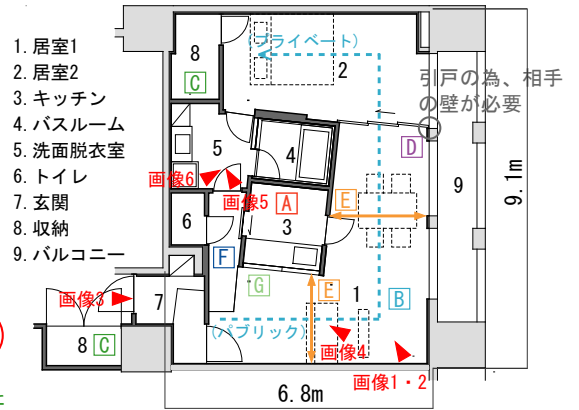 1. 居室1
2. 居室2
3. キッチン
4. バスルーム
5. 洗面脱衣室
6. トイレ
7. 玄関
8. 収納
9. バルコニー
8
C
(プライベート)
2
引戸の為、相手
の壁が必要
D
5
4
画像6
画像5
A
E
9
9.1m
6
3
F
G
E
1
B
画像3
7
(パブリック)
画像4
8
C
画像1・2
6.8m